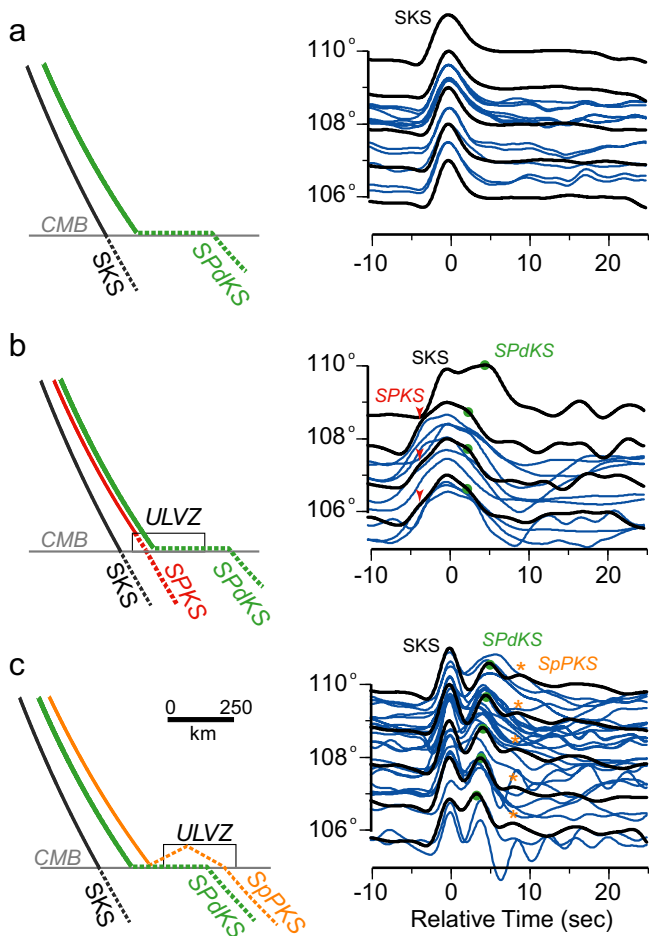 a
CMB
SKS
SPdKS
SKS
110°
108°
106°
-10 0 10 20
b
ULVZ
CMB
SKS
SPKS
SPdKS
SKS
SPdKS
SPKS
110°
108°
106°
-10 0 10 20
c
0 250
km
ULVZ
CMB
SKS
SPdKS
SpPKS
SKS
SPdKS
SpPKS
*
*
*
*
*
110°
108°
106°
-10 0 10 20
Relative Time (sec)